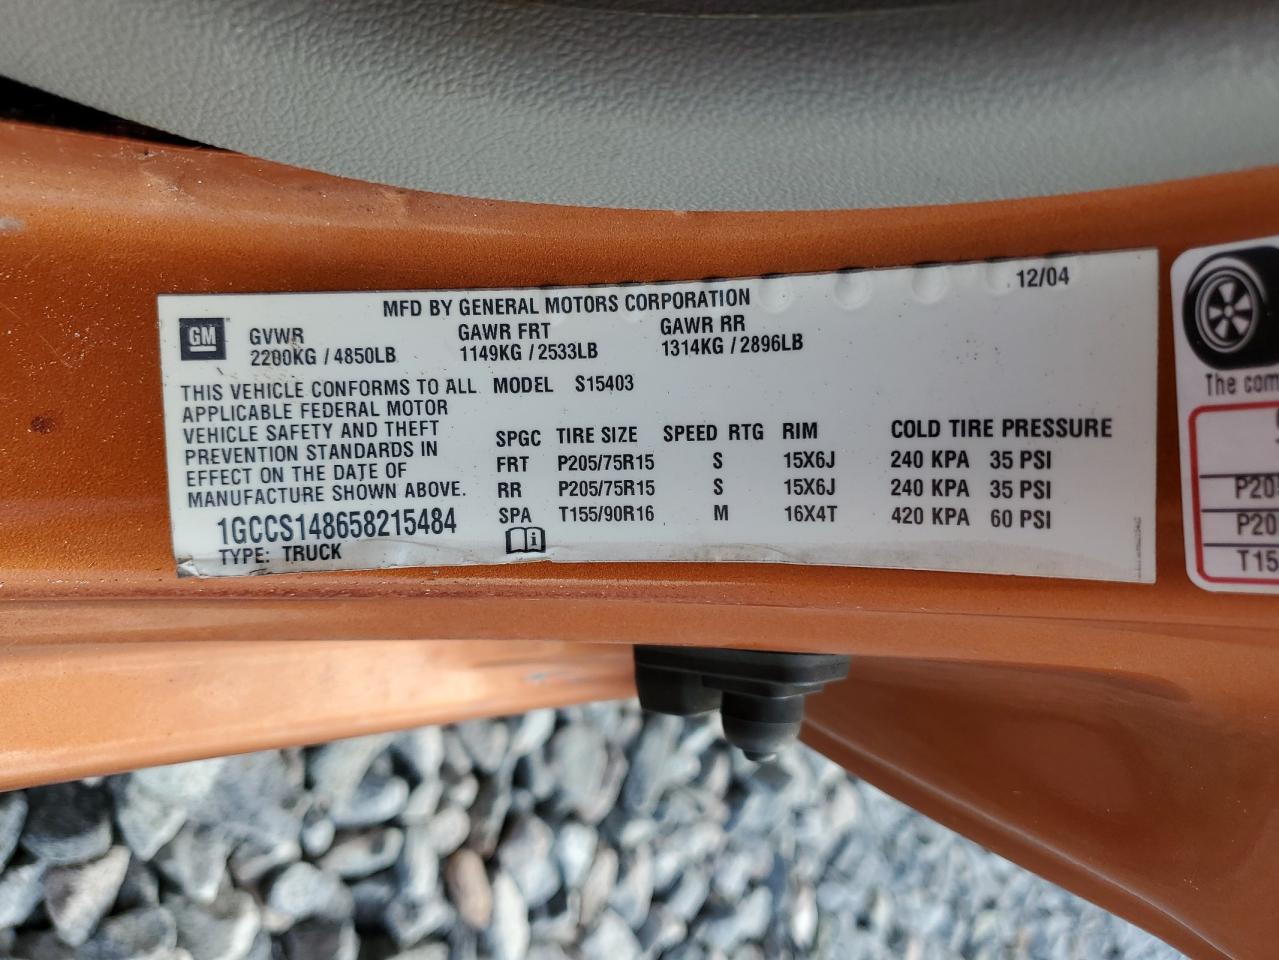 MFD BY GENERAL MOTORS CORPORATION 12/04
GM GVWR GAWR FRT GAWR RR
2200KG / 4850LB 1149KG / 2533LB 1314KG / 2896LB
THIS VEHICLE CONFORMS TO ALL
APPLICABLE FEDERAL MOTOR
VEHICLE SAFETY AND THEFT
PREVENTION STANDARDS IN
EFFECT ON THE DATE OF
MANUFACTURE SHOWN ABOVE.
1GCCS148658215484
TYPE: TRUCK
MODEL S15403
SPGC TIRE SIZE SPEED RTG RIM COLD TIRE PRESSURE
FRT P205/75R15 S 15X6J 240 KPA 35 PSI
RR P205/75R15 S 15X6J 240 KPA 35 PSI
SPA T155/90R16 M 16X4T 420 KPA 60 PSI
The com
P20
P20
T15